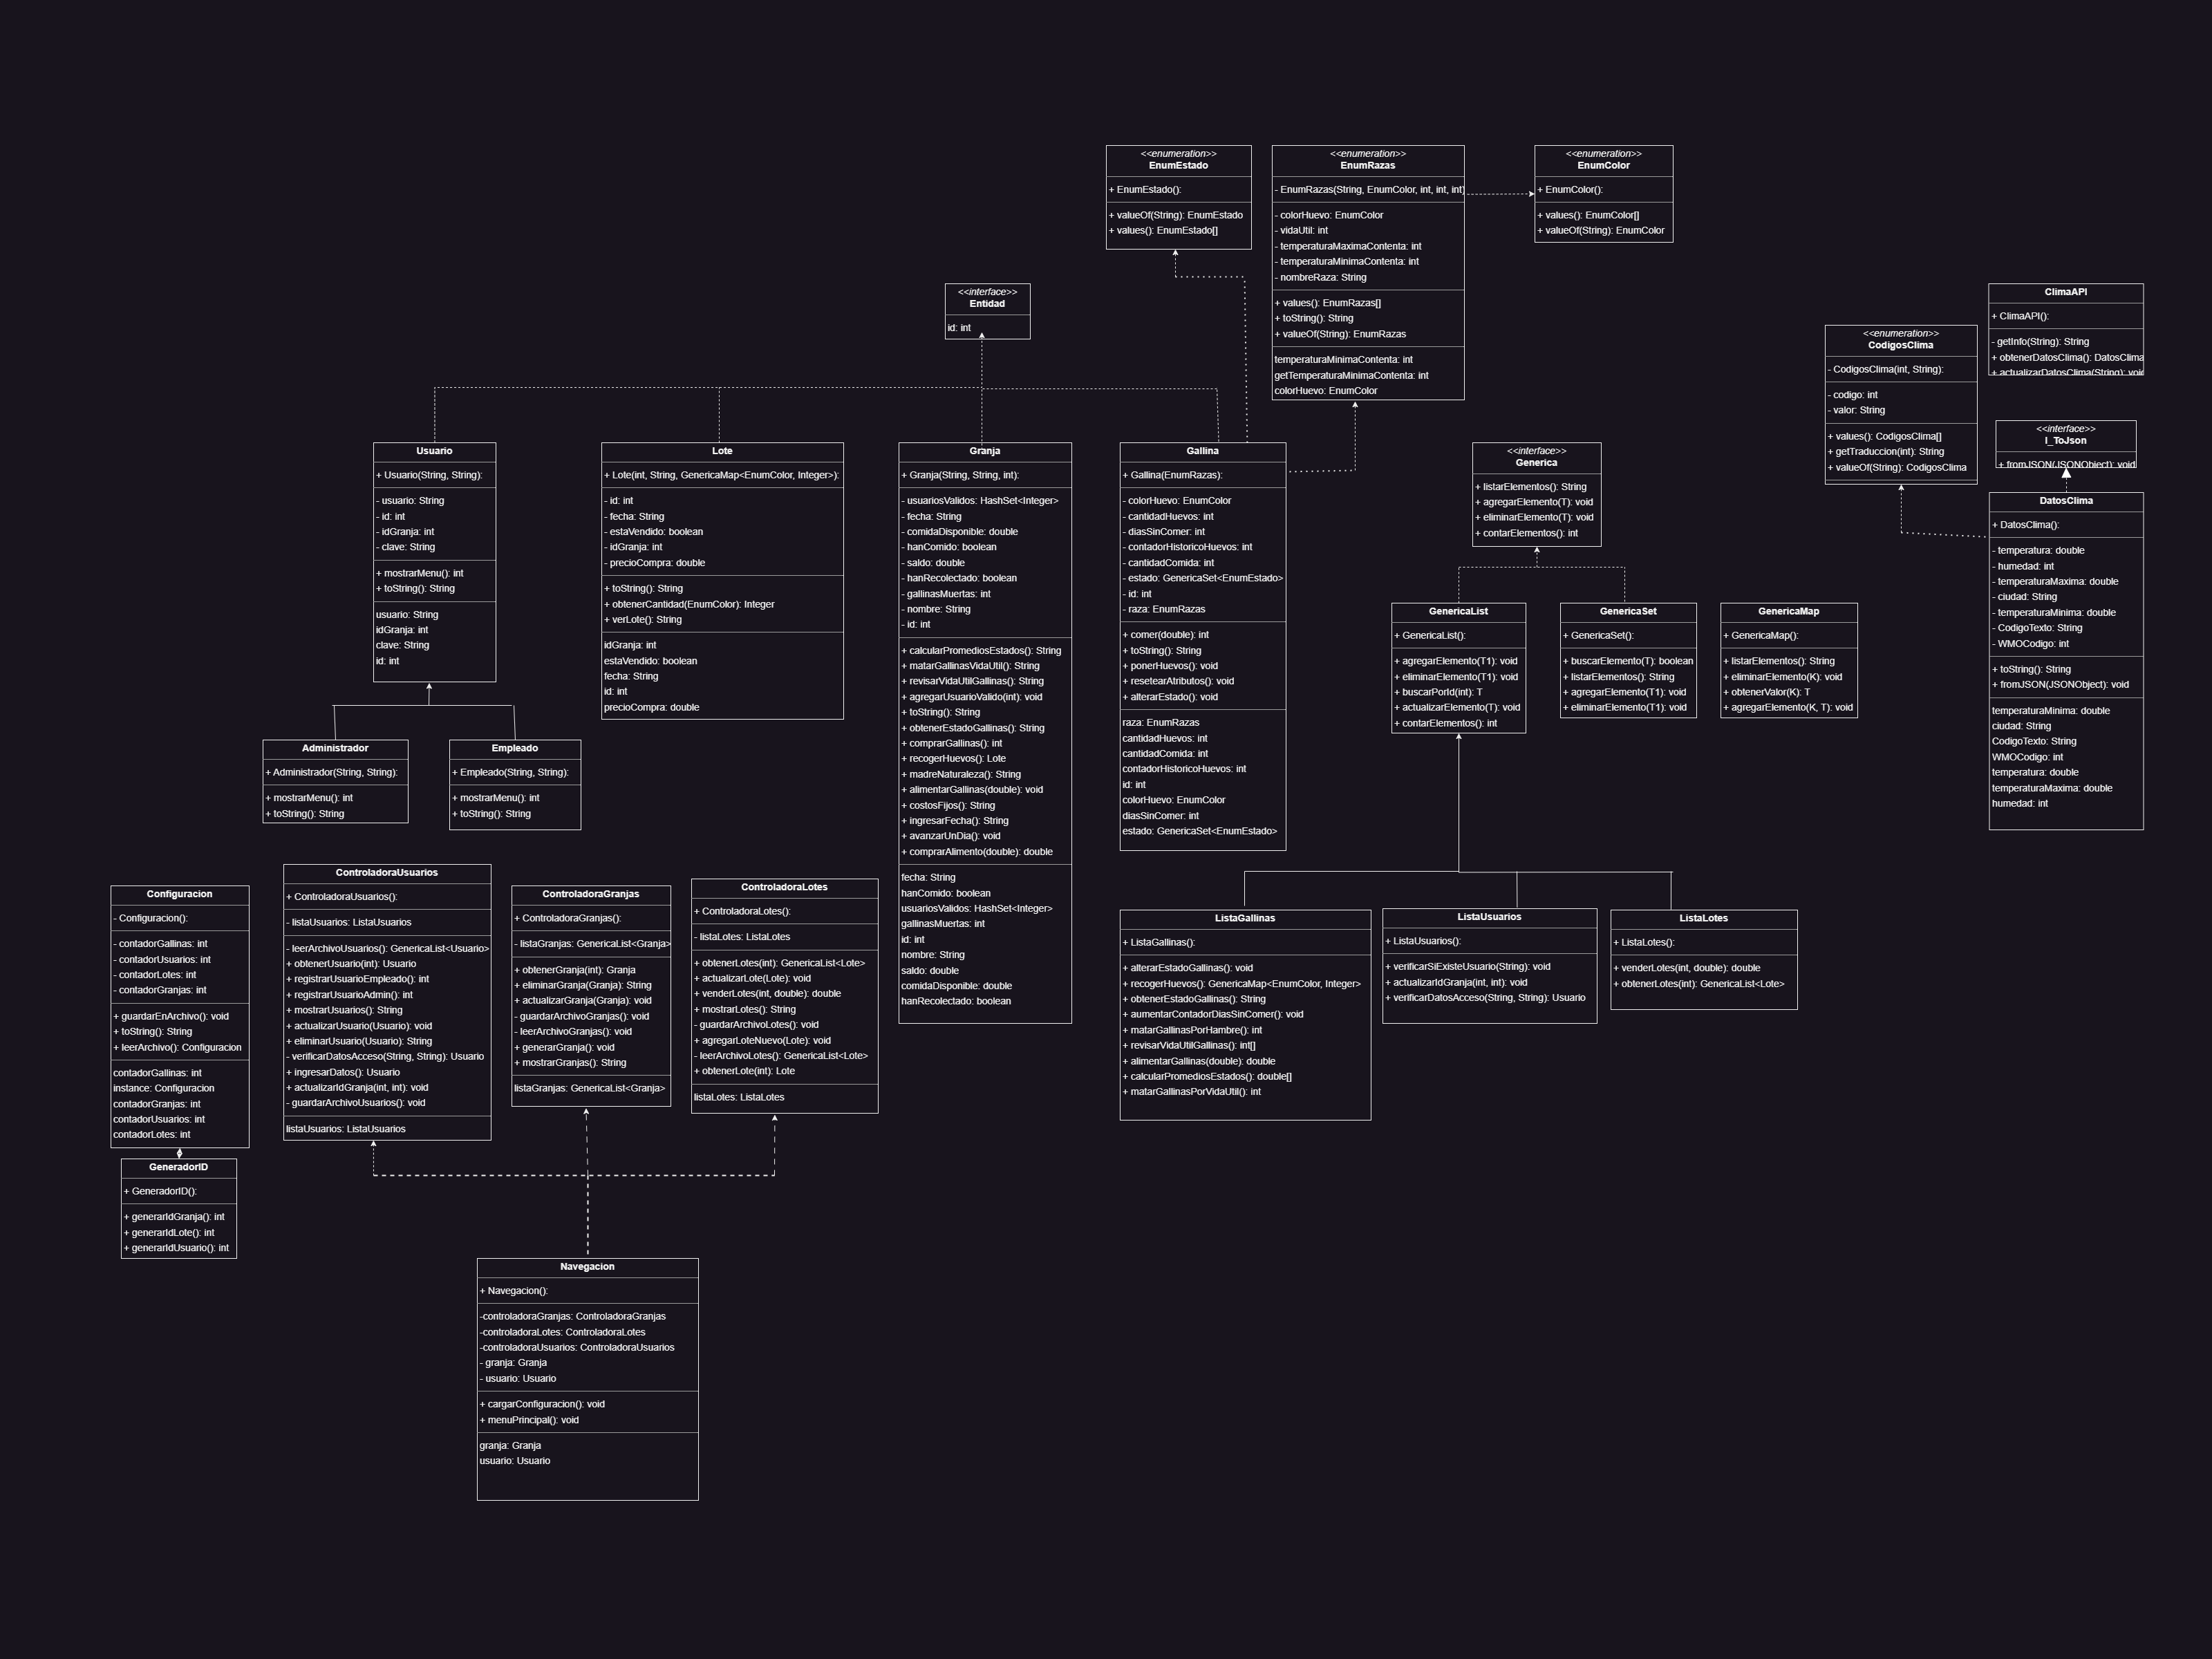 <<enumeration>>
EnumEstado
+ EnumEstado():
+ valueOf(String): EnumEstado
+ values(): EnumEstado[]
<<enumeration>>
EnumRazas
- EnumRazas(String, EnumColor, int, int, int)
- colorHuevo: EnumColor
- vidaUtil: int
- temperaturaMaximaContenta: int
- temperaturaMinimaContenta: int
- nombreRaza: String
+ values(): EnumRazas[]
+ toString(): String
+ valueOf(String): EnumRazas
temperaturaMinimaContenta: int
getTemperaturaMinimaContenta: int
colorHuevo: EnumColor
<<enumeration>>
EnumColor
+ EnumColor():
+ values(): EnumColor[]
+ valueOf(String): EnumColor
<<interface>>
Entidad
id: int
ClimaAPI
+ ClimaAPI():
- getInfo(String): String
+ obtenerDatosClima(): DatosClima
+ actualizarDatosClima(String): void
<<enumeration>>
CodigosClima
- CodigosClima(int, String):
- codigo: int
- valor: String
+ values(): CodigosClima[]
+ getTraduccion(int): String
+ valueOf(String): CodigosClima
<<interface>>
I_ToJson
+ fromJSON(JSONObject): void
Usuario
+ Usuario(String, String):
- usuario: String
- id: int
- idGranja: int
- clave: String
+ mostrarMenu(): int
+ toString(): String
usuario: String
idGranja: int
clave: String
id: int
Lote
+ Lote(int, String, GenericaMap<EnumColor, Integer>):
- id: int
- fecha: String
- estaVendido: boolean
- idGranja: int
- precioCompra: double
+ toString(): String
+ obtenerCantidad(EnumColor): Integer
+ verLote(): String
idGranja: int
estaVendido: boolean
fecha: String
id: int
precioCompra: double
Granja
+ Granja(String, String, int):
- usuariosValidos: HashSet<Integer>
- fecha: String
- comidaDisponible: double
- hanComido: boolean
- saldo: double
- hanRecolectado: boolean
- gallinasMuertas: int
- nombre: String
- id: int
+ calcularPromediosEstados(): String
+ matarGallinasVidaUtil(): String
+ revisarVidaUtilGallinas(): String
+ agregarUsuarioValido(int): void
+ toString(): String
+ obtenerEstadoGallinas(): String
+ comprarGallinas(): int
+ recogerHuevos(): Lote
+ madreNaturaleza(): String
+ alimentarGallinas(double): void
+ costosFijos(): String
+ ingresarFecha(): String
+ avanzarUnDia(): void
+ comprarAlimento(double): double
fecha: String
hanComido: boolean
usuariosValidos: HashSet<Integer>
gallinasMuertas: int
id: int
nombre: String
saldo: double
comidaDisponible: double
hanRecolectado: boolean
Gallina
+ Gallina(EnumRazas):
- colorHuevo: EnumColor
- cantidadHuevos: int
- diasSinComer: int
- contadorHistoricoHuevos: int
- cantidadComida: int
- estado: GenericaSet<EnumEstado>
- id: int
- raza: EnumRazas
+ comer(double): int
+ toString(): String
+ ponerHuevos(): void
+ resetearAtributos(): void
+ alterarEstado(): void
raza: EnumRazas
cantidadHuevos: int
cantidadComida: int
contadorHistoricoHuevos: int
id: int
colorHuevo: EnumColor
diasSinComer: int
estado: GenericaSet<EnumEstado>
<<interface>>
Generica
+ listarElementos(): String
+ agregarElemento(T): void
+ eliminarElemento(T): void
+ contarElementos(): int
DatosClima
+ DatosClima():
- temperatura: double
- humedad: int
- temperaturaMaxima: double
- ciudad: String
- temperaturaMinima: double
- CodigoTexto: String
- WMOCodigo: int
+ toString(): String
+ fromJSON(JSONObject): void
temperaturaMinima: double
ciudad: String
CodigoTexto: String
WMOCodigo: int
temperatura: double
temperaturaMaxima: double
humedad: int
GenericaList
+ GenericaList():
+ agregarElemento(T1): void
+ eliminarElemento(T1): void
+ buscarPorId(int): T
+ actualizarElemento(T): void
+ contarElementos(): int
GenericaSet
+ GenericaSet():
+ buscarElemento(T): boolean
+ listarElementos(): String
+ agregarElemento(T1): void
+ eliminarElemento(T1): void
GenericaMap
+ GenericaMap():
+ listarElementos(): String
+ eliminarElemento(K): void
+ obtenerValor(K): T
+ agregarElemento(K, T): void
Administrador
+ Administrador(String, String):
+ mostrarMenu(): int
+ toString(): String
Empleado
+ Empleado(String, String):
+ mostrarMenu(): int
+ toString(): String
Configuracion
- Configuracion():
- contadorGallinas: int
- contadorUsuarios: int
- contadorLotes: int
- contadorGranjas: int
+ guardarEnArchivo(): void
+ toString(): String
+ leerArchivo(): Configuracion
contadorGallinas: int
instance: Configuracion
contadorGranjas: int
contadorUsuarios: int
contadorLotes: int
ControladoraUsuarios
+ ControladoraUsuarios():
- listaUsuarios: ListaUsuarios
- leerArchivoUsuarios(): GenericaList<Usuario>
+ obtenerUsuario(int): Usuario
+ registrarUsuarioEmpleado(): int
+ registrarUsuarioAdmin(): int
+ mostrarUsuarios(): String
+ actualizarUsuario(Usuario): void
+ eliminarUsuario(Usuario): String
- verificarDatosAcceso(String, String): Usuario
+ ingresarDatos(): Usuario
+ actualizarIdGranja(int, int): void
- guardarArchivoUsuarios(): void
listaUsuarios: ListaUsuarios
ControladoraGranjas
+ ControladoraGranjas():
- listaGranjas: GenericaList<Granja>
+ obtenerGranja(int): Granja
+ eliminarGranja(Granja): String
+ actualizarGranja(Granja): void
- guardarArchivoGranjas(): void
- leerArchivoGranjas(): void
+ generarGranja(): void
+ mostrarGranjas(): String
listaGranjas: GenericaList<Granja>
ControladoraLotes
+ ControladoraLotes():
- listaLotes: ListaLotes
+ obtenerLotes(int): GenericaList<Lote>
+ actualizarLote(Lote): void
+ venderLotes(int, double): double
+ mostrarLotes(): String
- guardarArchivoLotes(): void
+ agregarLoteNuevo(Lote): void
- leerArchivoLotes(): GenericaList<Lote>
+ obtenerLote(int): Lote
listaLotes: ListaLotes
ListaGallinas
+ ListaGallinas():
+ alterarEstadoGallinas(): void
+ recogerHuevos(): GenericaMap<EnumColor, Integer>
+ obtenerEstadoGallinas(): String
+ aumentarContadorDiasSinComer(): void
+ matarGallinasPorHambre(): int
+ revisarVidaUtilGallinas(): int[]
+ alimentarGallinas(double): double
+ calcularPromediosEstados(): double[]
+ matarGallinasPorVidaUtil(): int
ListaUsuarios
+ ListaUsuarios():
+ verificarSiExisteUsuario(String): void
+ actualizarIdGranja(int, int): void
+ verificarDatosAcceso(String, String): Usuario
ListaLotes
+ ListaLotes():
+ venderLotes(int, double): double
+ obtenerLotes(int): GenericaList<Lote>
GeneradorID
+ GeneradorID():
+ generarIdGranja(): int
+ generarIdLote(): int
+ generarIdUsuario(): int
Navegacion
+ Navegacion():
-controladoraGranjas: ControladoraGranjas
-controladoraLotes: ControladoraLotes
-controladoraUsuarios: ControladoraUsuarios
- granja: Granja
- usuario: Usuario
+ cargarConfiguracion(): void
+ menuPrincipal(): void
granja: Granja
usuario: Usuario